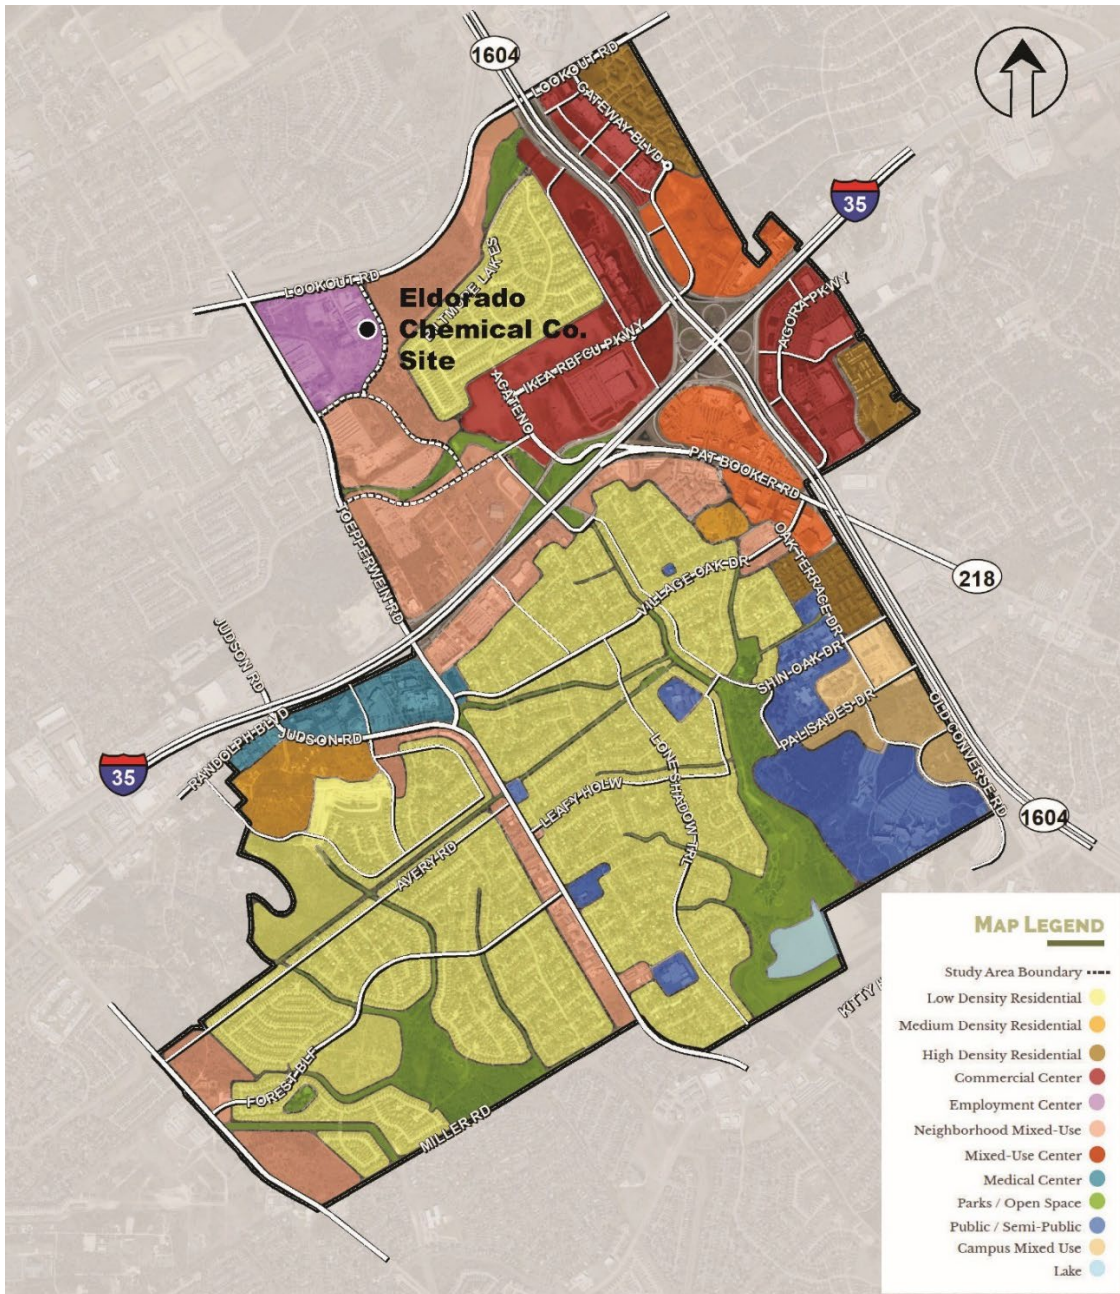 1604
LOOKOUT RD
GATEWAY BLVD
35
LOOKOUT RD
Eldorado
Chemical Co.
Site
AGORA PKWY
IKEA-RBFCU PKWY
AGATENO
PAT BOOKER RD
TOEPPERWEIN RD
OAK TERRACE DR
218
VILLAGE OAK DR
JUDSON RD
SHIN OAK DR
PALISADES DR
OLD CONVERSE RD
RANDOLPH BLVD
JUDSON RD
35
LONE SHADOW TRL
LEAFY HOLW
1604
AVERY RD
FOREST BLF
MILLER RD
MAP LEGEND
Study Area Boundary
Low Density Residential
Medium Density Residential
High Density Residential
Commercial Center
Employment Center
Neighborhood Mixed-Use
Mixed-Use Center
Medical Center
Parks / Open Space
Public / Semi-Public
Campus Mixed Use
Lake